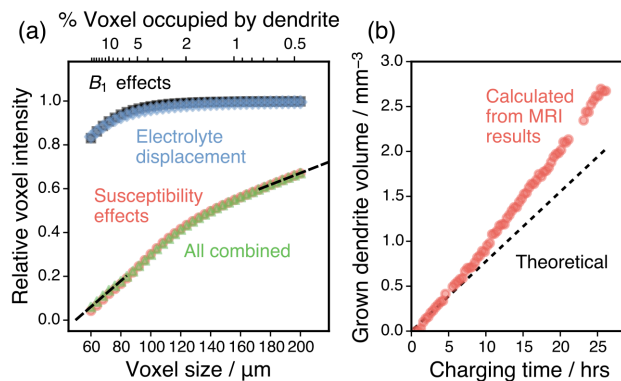 (a)
% Voxel occupied by dendrite
10 5 2 1 0.5
B₁ effects
Electrolyte
displacement
Susceptibility
effects
All combined
Relative voxel intensity
1.0
0.8
0.6
0.4
0.2
0.0
60 80 100 120 140 160 180 200
Voxel size / μm
(b)
Calculated
from MRI
results
Theoretical
Grown dendrite volume / mm⁻³
3.0
2.5
2.0
1.5
1.0
0.5
0.0
0 5 10 15 20 25
Charging time / hrs